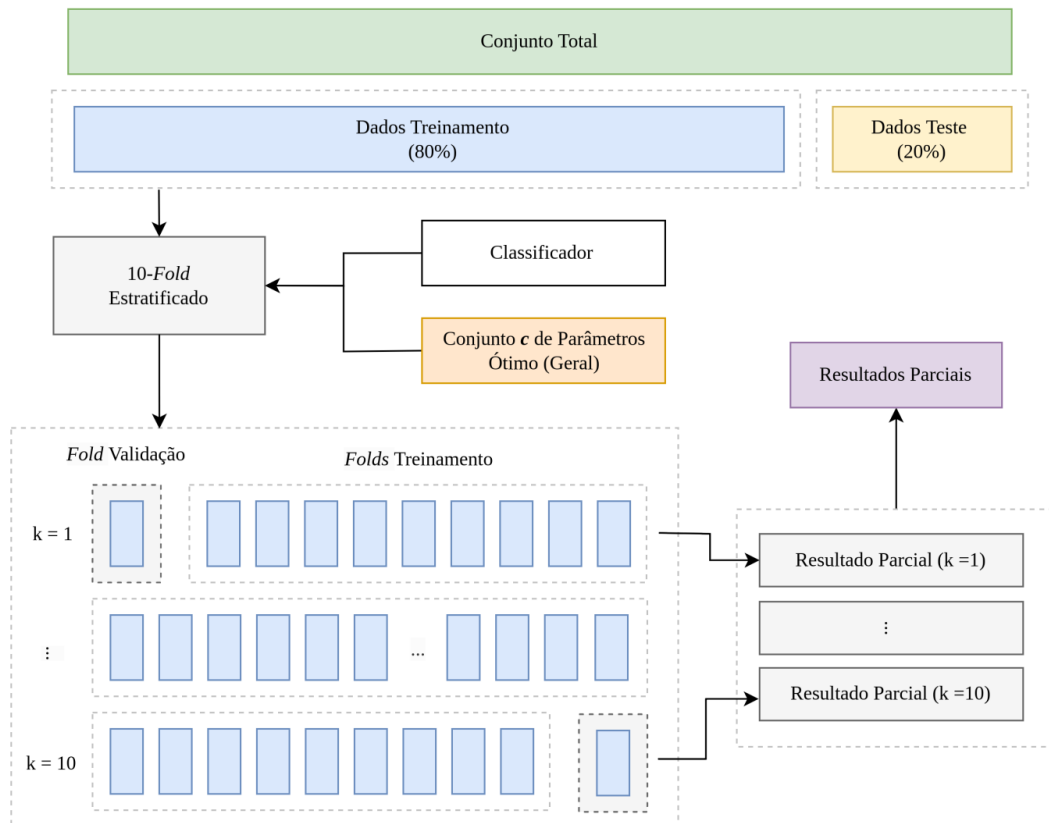 Conjunto Total
Dados Treinamento
(80%)
Dados Teste
(20%)
10-Fold
Estratificado
Classificador
Conjunto c de Parâmetros
Ótimo (Geral)
Resultados Parciais
Fold Validação
Folds Treinamento
k = 1
Resultado Parcial (k =1)
⋮
...
⋮
Resultado Parcial (k =10)
k = 10